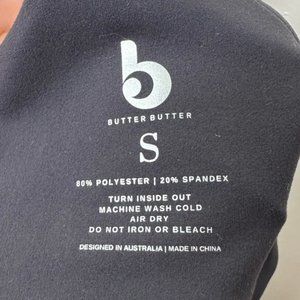 b
BUTTER BUTTER
S
80% POLYESTER | 20% SPANDEX
TURN INSIDE OUT
MACHINE WASH COLD
AIR DRY
DO NOT IRON OR BLEACH
DESIGNED IN AUSTRALIA | MADE IN CHINA